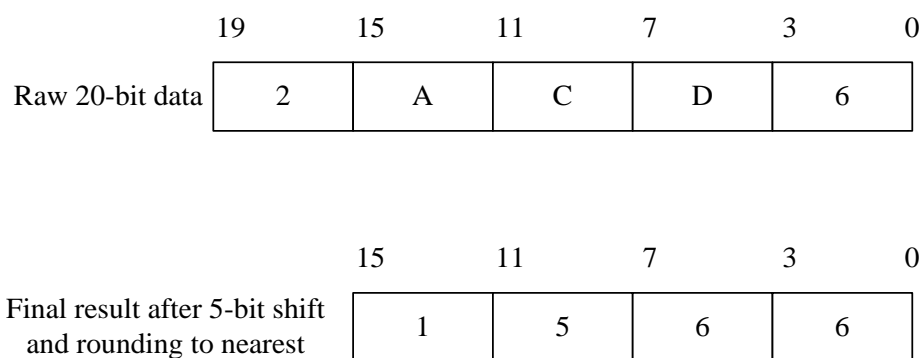 19 15 11 7 3 0
Raw 20-bit data 2 A C D 6
15 11 7 3 0
Final result after 5-bit shift
and rounding to nearest
1 5 6 6